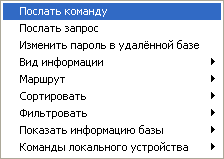 Послать команду
Послать запрос
Изменить пароль в удалённой базе
Вид информации
Маршрут
Сортировать
Фильтровать
Показать информацию базы
Команды локального устройства